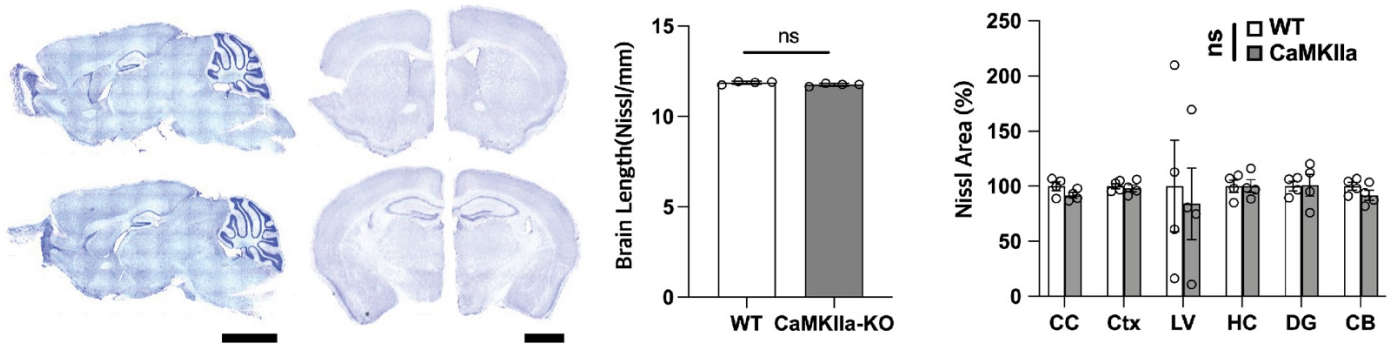 Brain Length(Nissl/mm)
15
10
5
0
ns
WT CaMKIIa-KO
Nissl Area (%)
250
200
150
100
50
0
ns
WT
CaMKIIa
CC Ctx LV HC DG CB